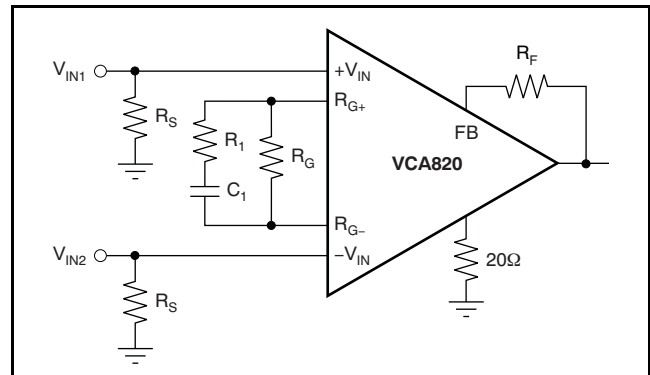 R_F
V_IN1
+V_IN
R_G+
R_S
R_1
R_G
FB
VCA820
C_1
R_G−
V_IN2
−V_IN
20Ω
R_S